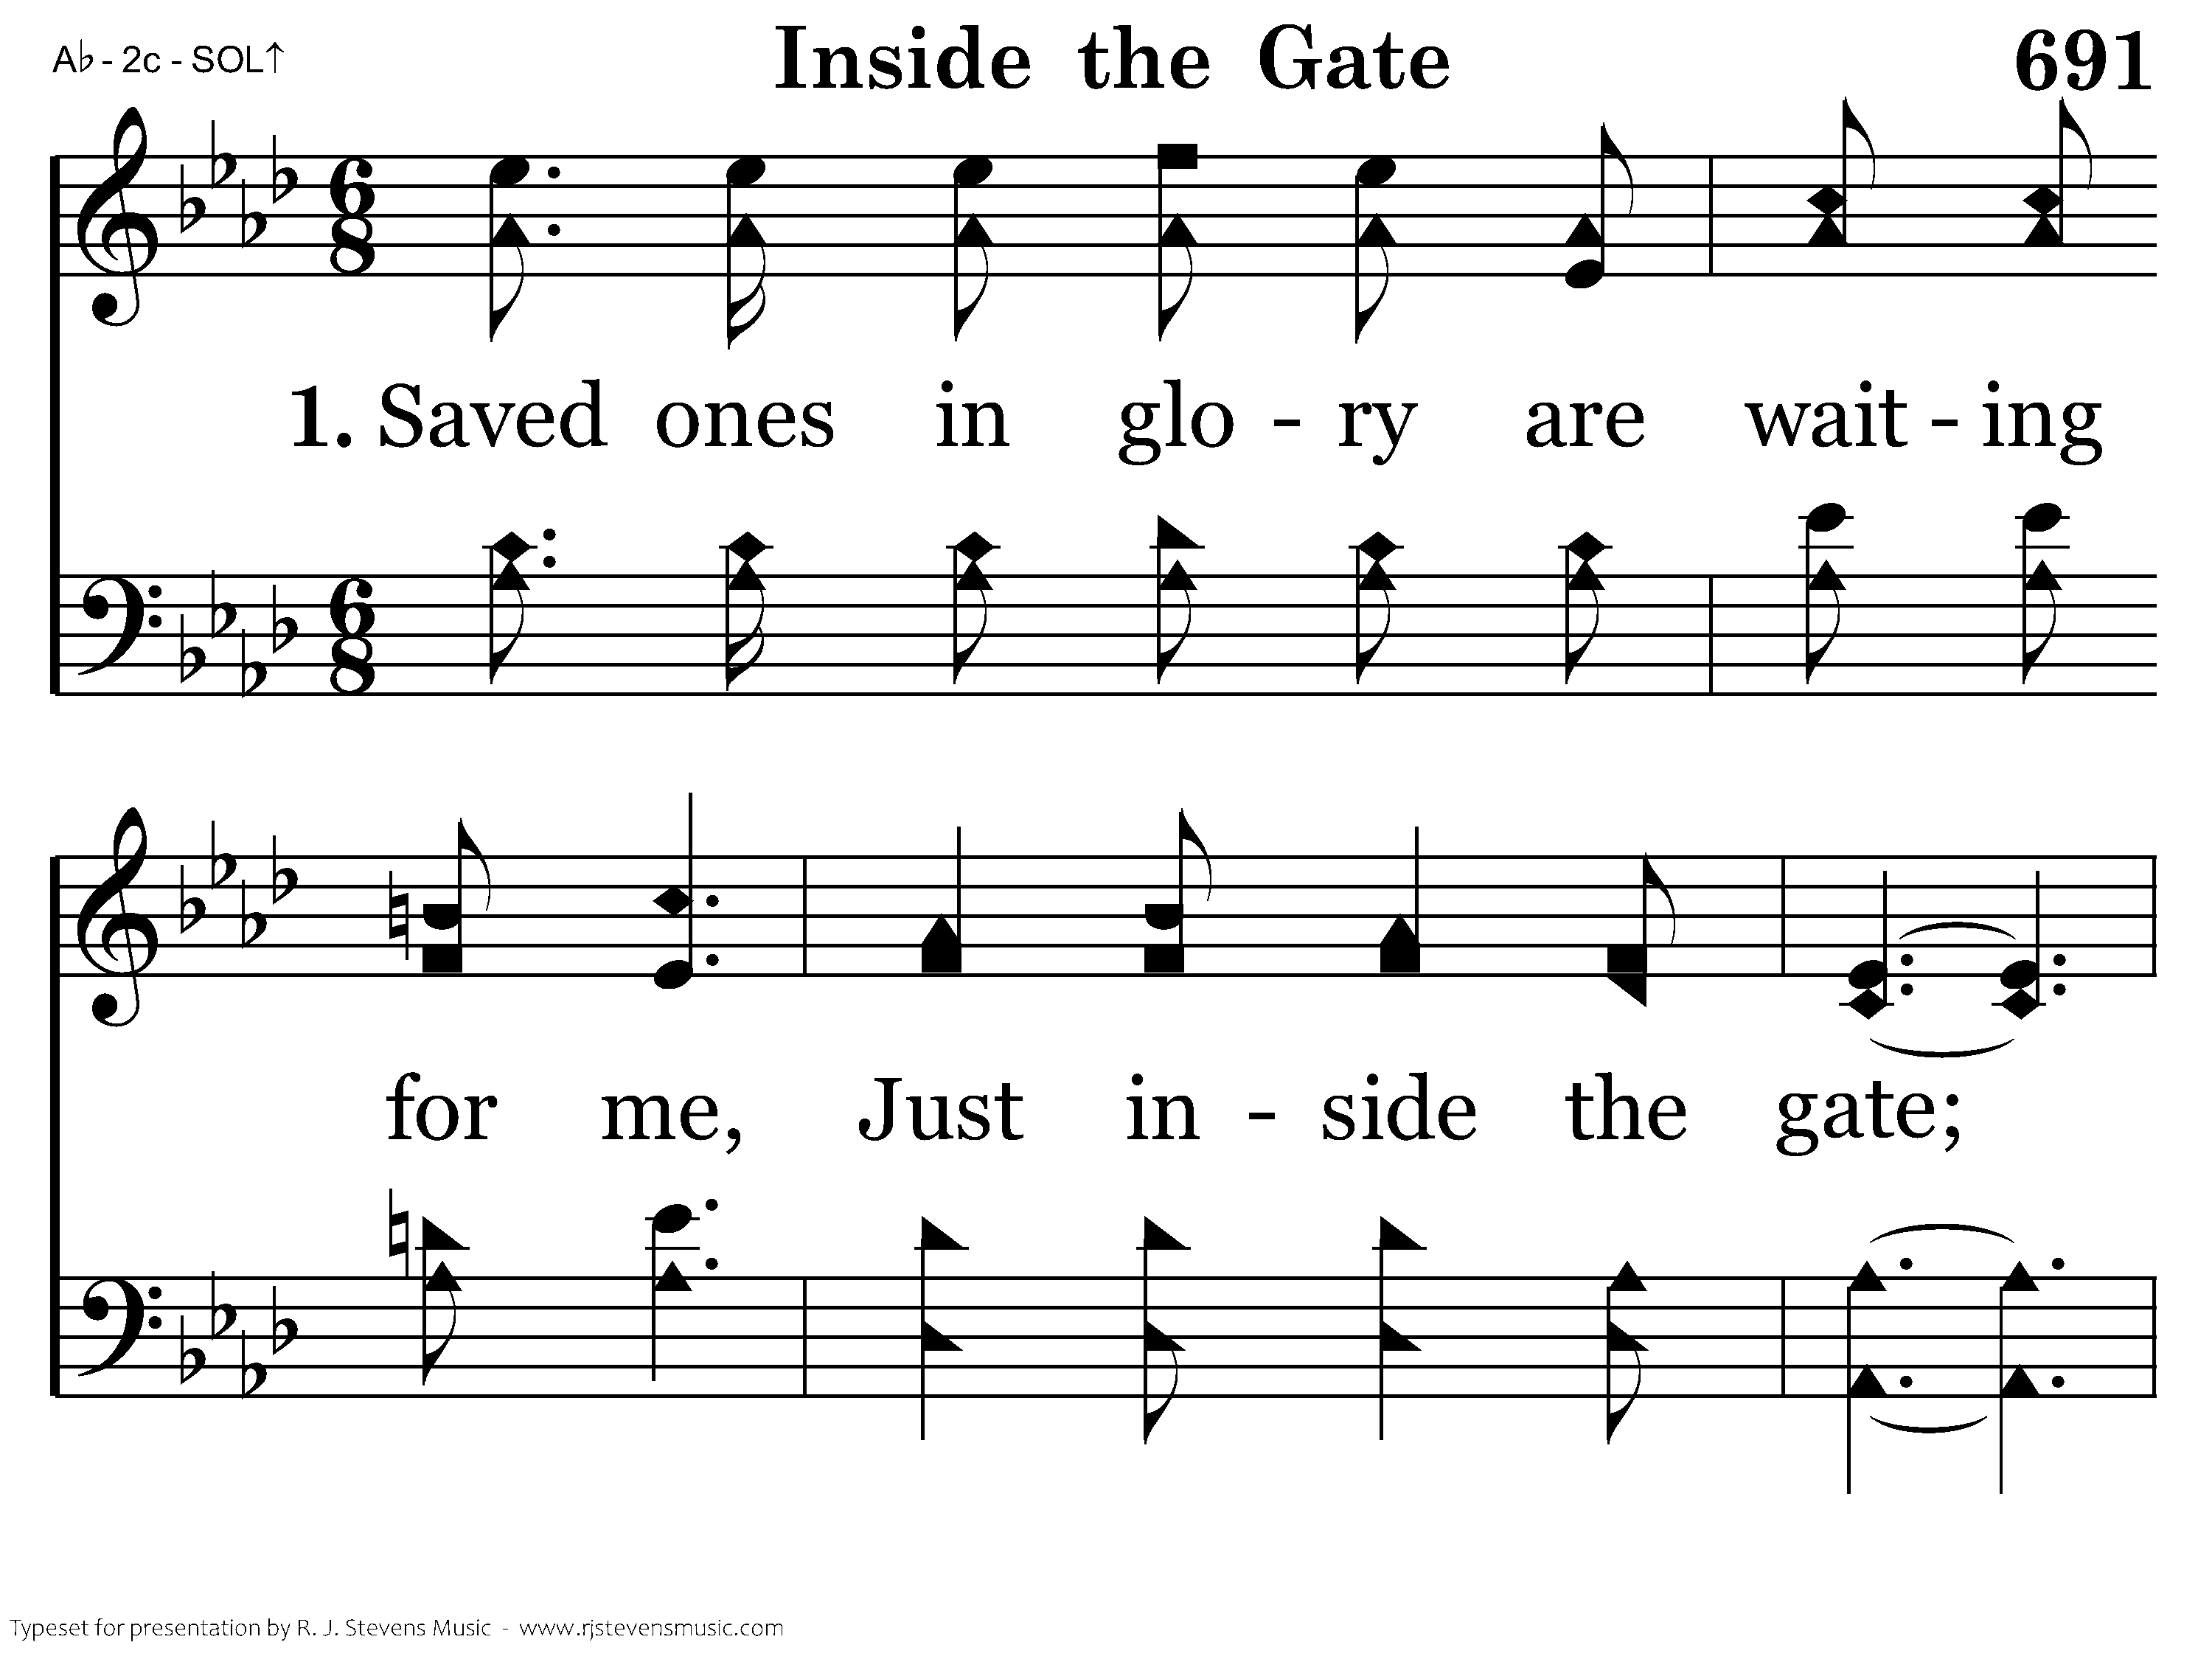 A♭ - 2c - SOL↑
Inside the Gate
691
1. Saved ones in glo - ry are wait - ing
for me, Just in - side the gate;
Typeset for presentation by R. J. Stevens Music - www.rjstevensmusic.com